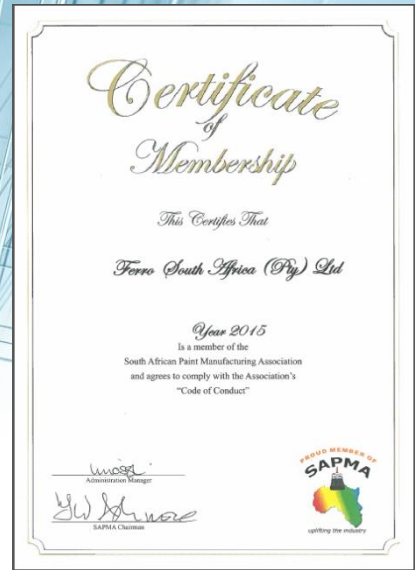 Certificate
of
Membership
This Certifies That
Ferro South Africa (Pty) Ltd
Year 2015
Is a member of the
South African Paint Manufacturing Association
and agrees to comply with the Association's
"Code of Conduct"
Administration Manager
SAPMA Chairman
PROUD MEMBER OF
SAPMA
uplifting the industry